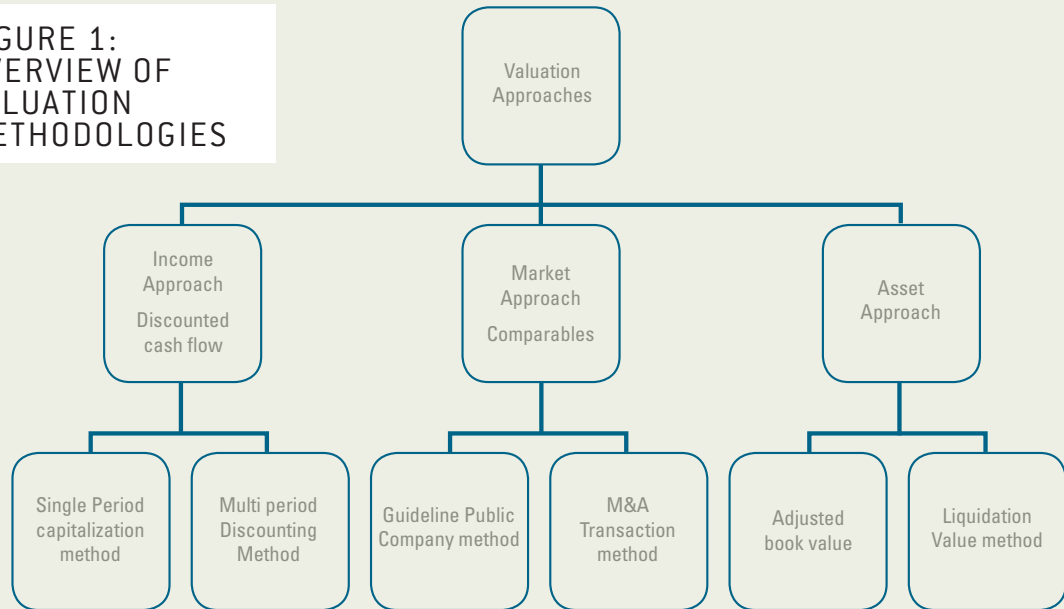 GURE 1:
VERVIEW OF
LUATION
ETHODOLOGIES
Valuation
Approaches
Income
Approach
Discounted
cash flow
Market
Approach
Comparables
Asset
Approach
Single Period
capitalization
method
Multi period
Discounting
Method
Guideline Public
Company method
M&A
Transaction
method
Adjusted
book value
Liquidation
Value method